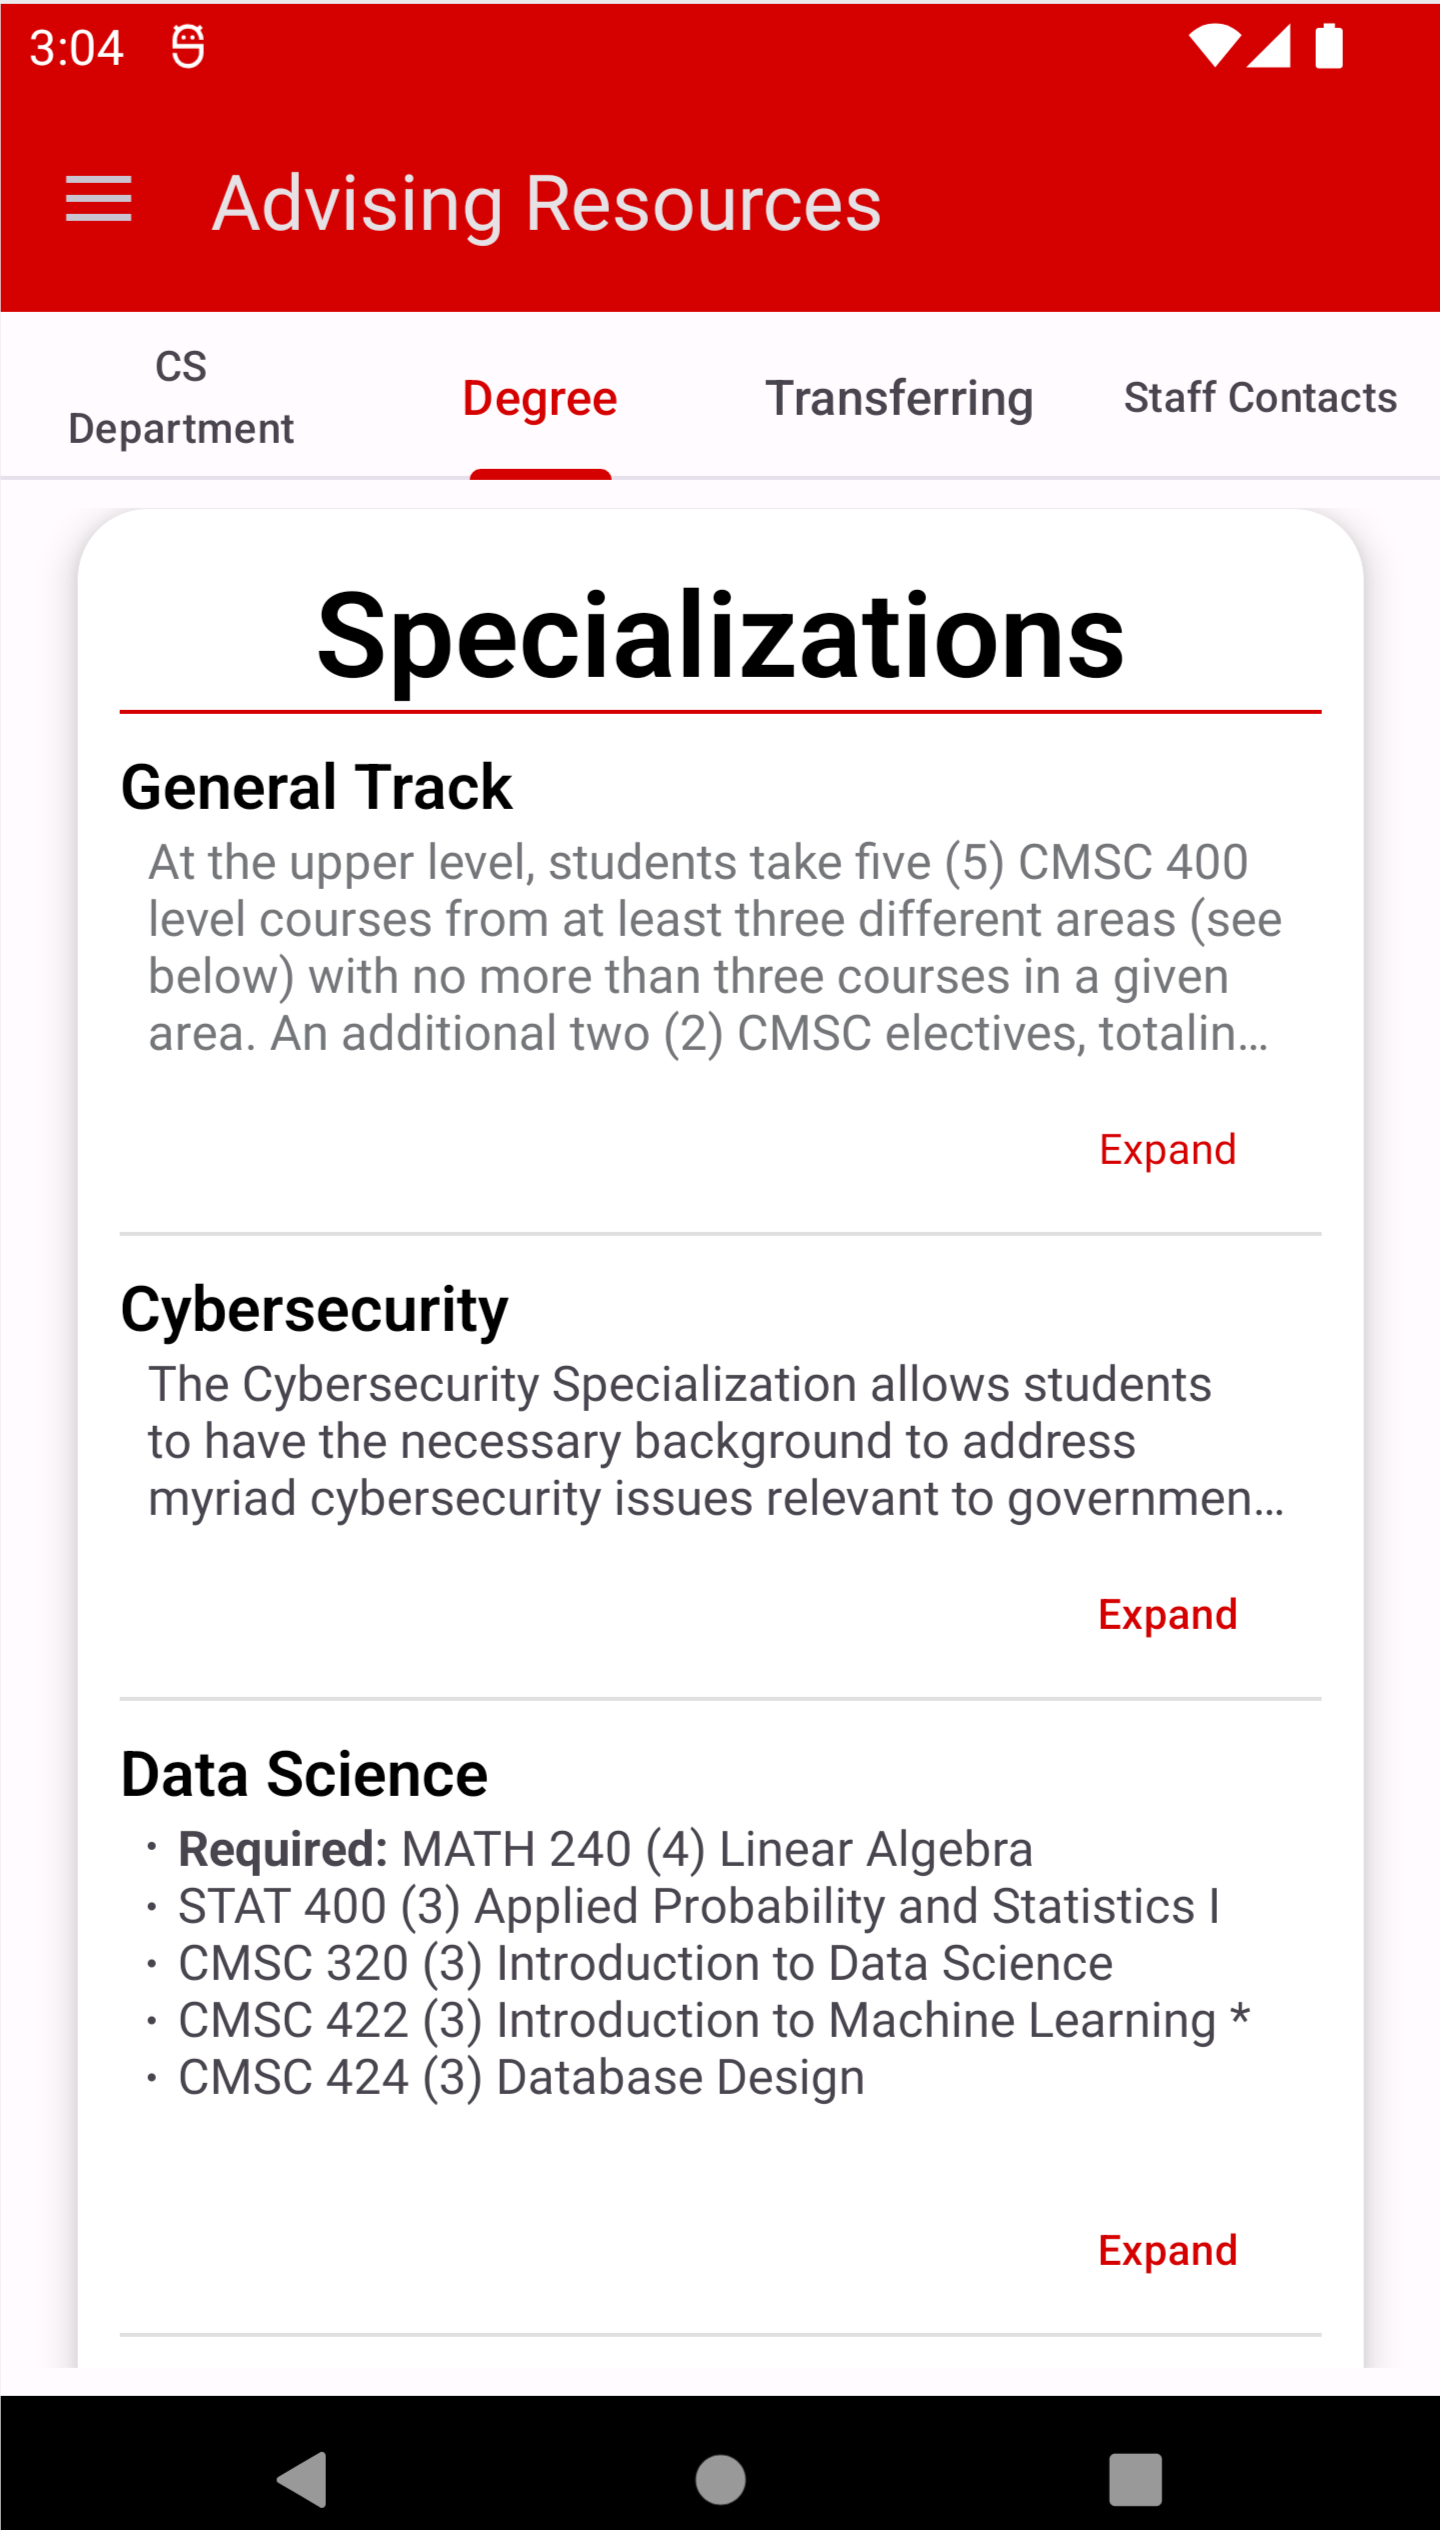 3:04
Advising Resources
CS
Department
Degree
Transferring
Staff Contacts
Specializations
General Track
At the upper level, students take five (5) CMSC 400
level courses from at least three different areas (see
below) with no more than three courses in a given
area. An additional two (2) CMSC electives, totalin…
Expand
Cybersecurity
The Cybersecurity Specialization allows students
to have the necessary background to address
myriad cybersecurity issues relevant to governmen…
Expand
Data Science
• Required: MATH 240 (4) Linear Algebra
• STAT 400 (3) Applied Probability and Statistics I
• CMSC 320 (3) Introduction to Data Science
• CMSC 422 (3) Introduction to Machine Learning *
• CMSC 424 (3) Database Design
Expand